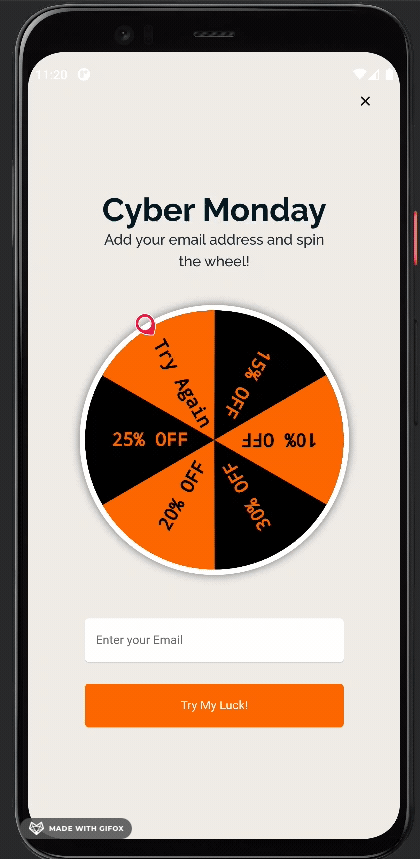 11:20
Cyber Monday
Add your email address and spin
the wheel!
Try Again
15% OFF
25% OFF
10% OFF
20% OFF
30% OFF
Enter your Email
Try My Luck!
MADE WITH GIFOX